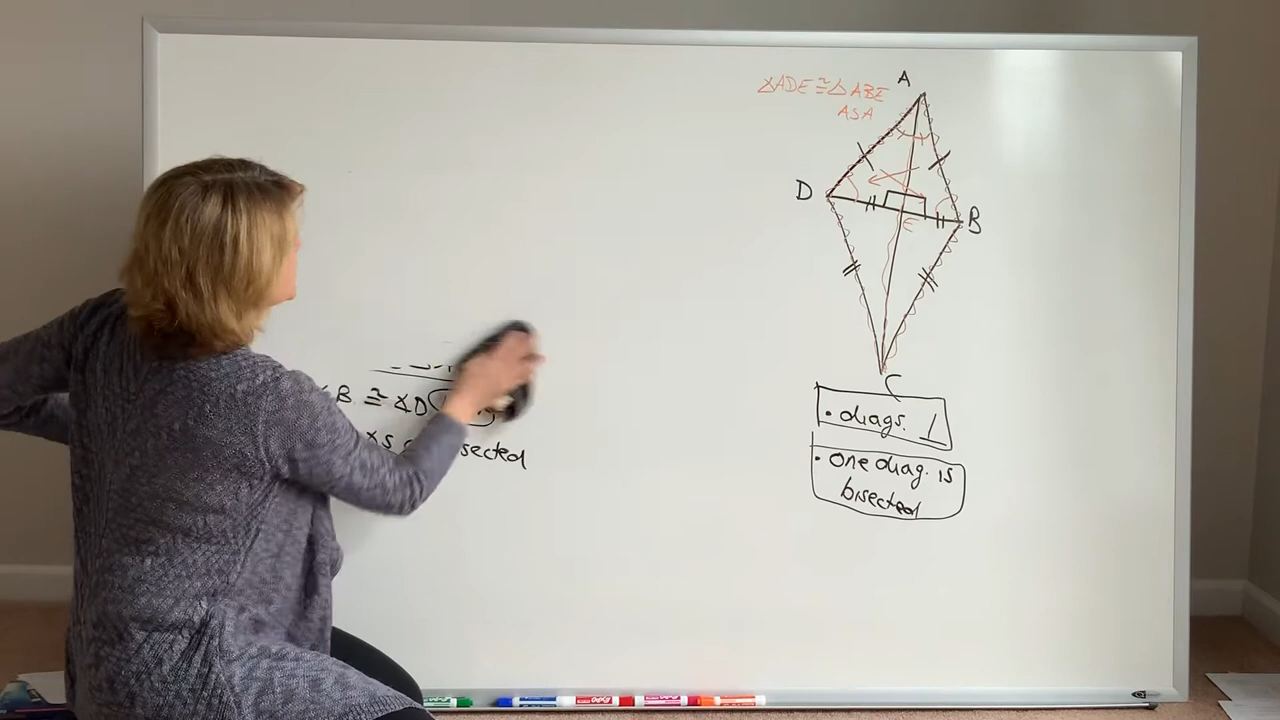 B ≅ ∡D
sected
∡ADE ≅ △ABE
ASA
A
D
B
E
C
• diags. ⊥
• one diag. is
bisected